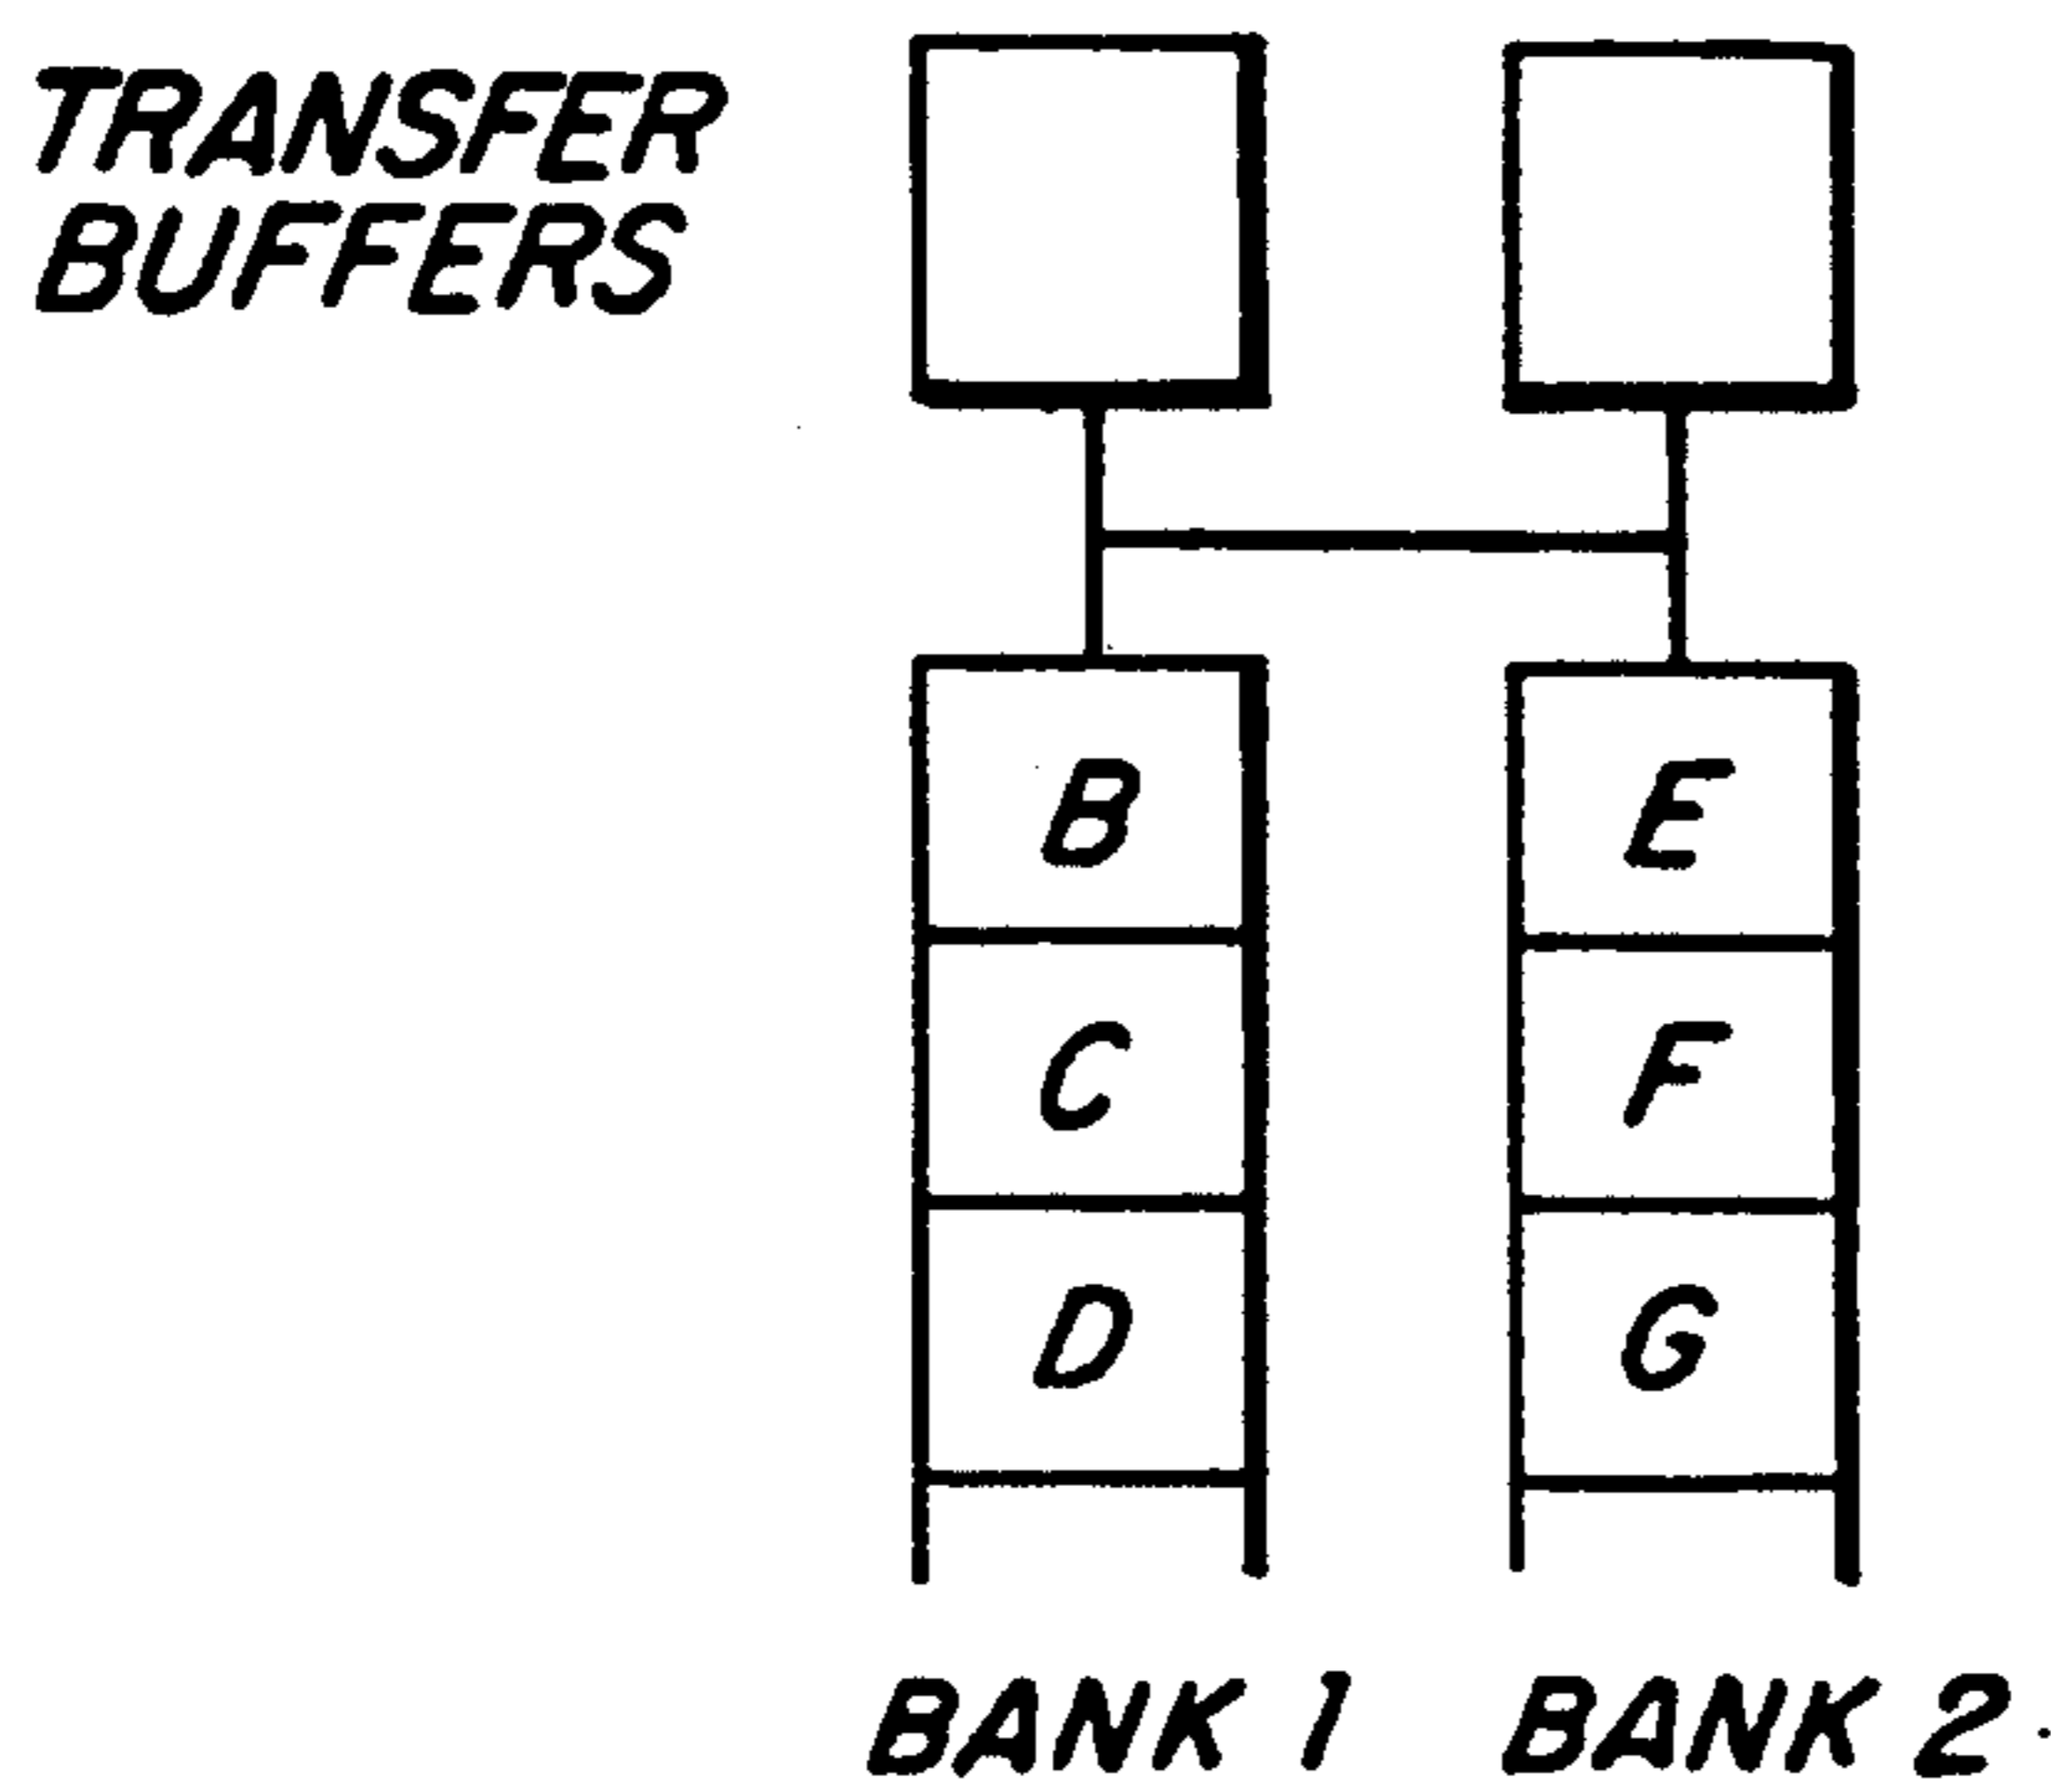 TRANSFER
BUFFERS
B E
C F
D G
BANK 1 BANK 2